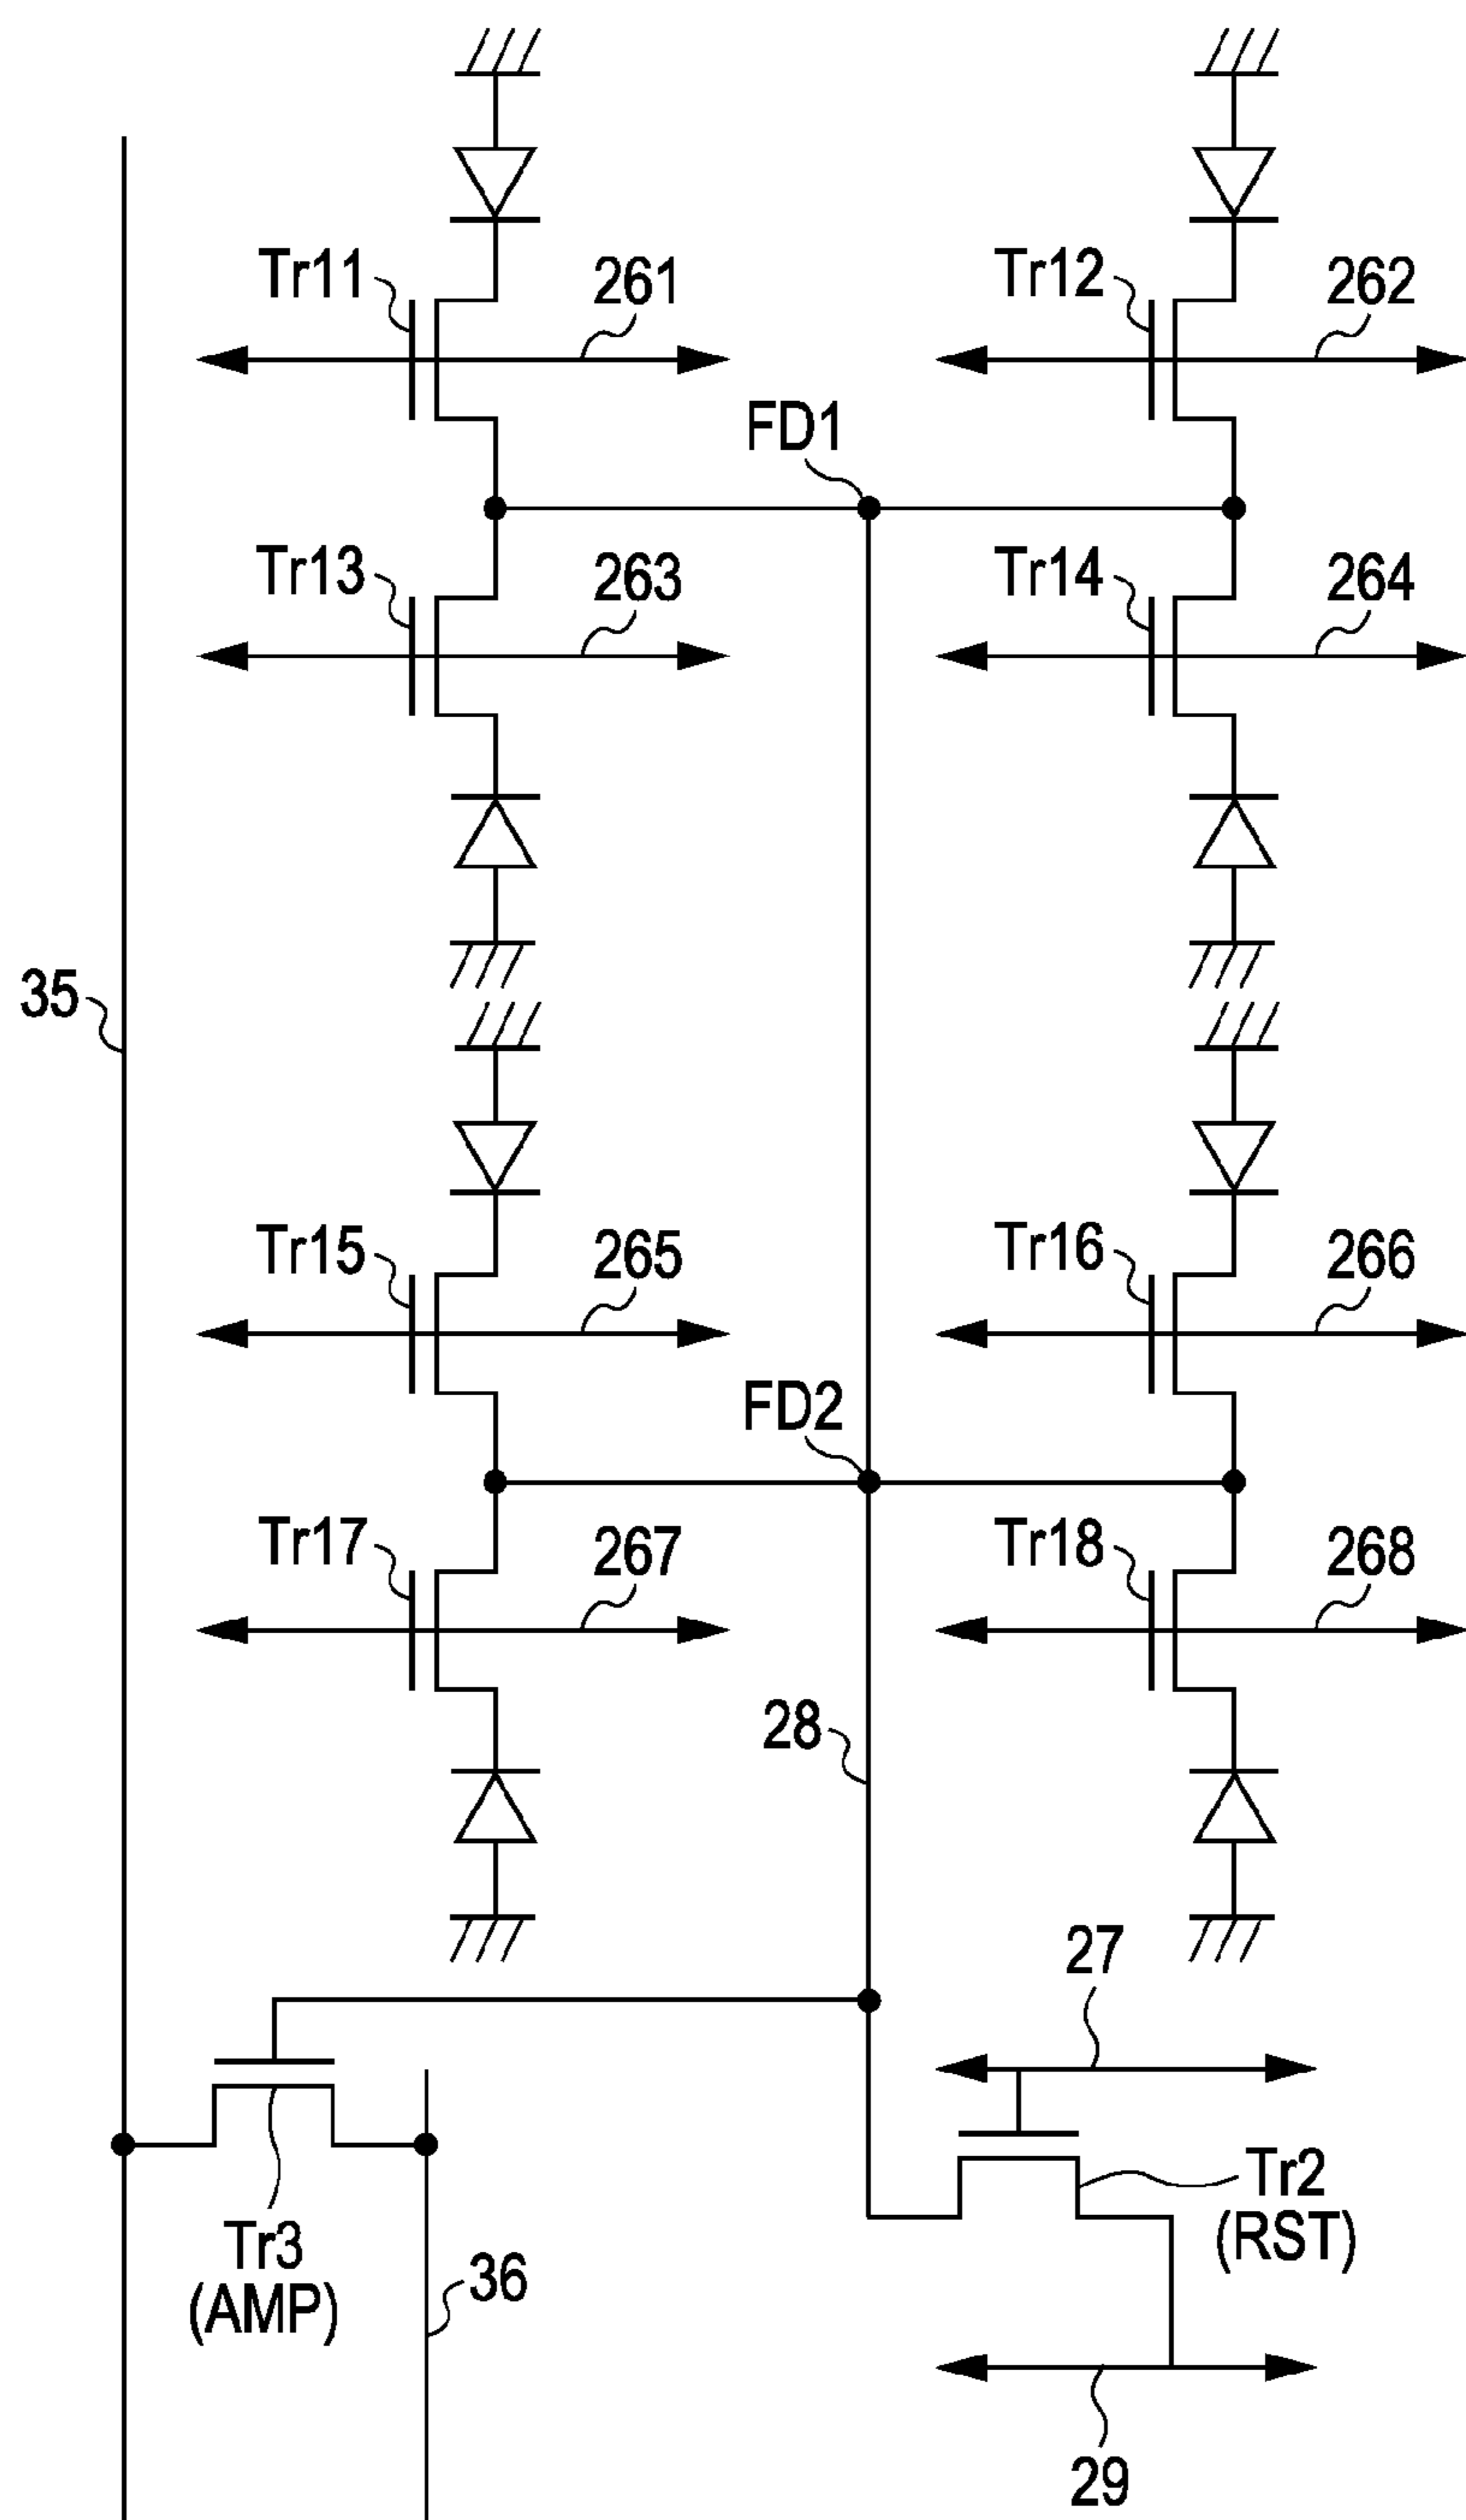 Tr11
261
Tr12
262
FD1
Tr13
263
Tr14
264
35
Tr15
265
Tr16
266
FD2
Tr17
267
Tr18
268
28
27
Tr3
(AMP)
36
Tr2
(RST)
29